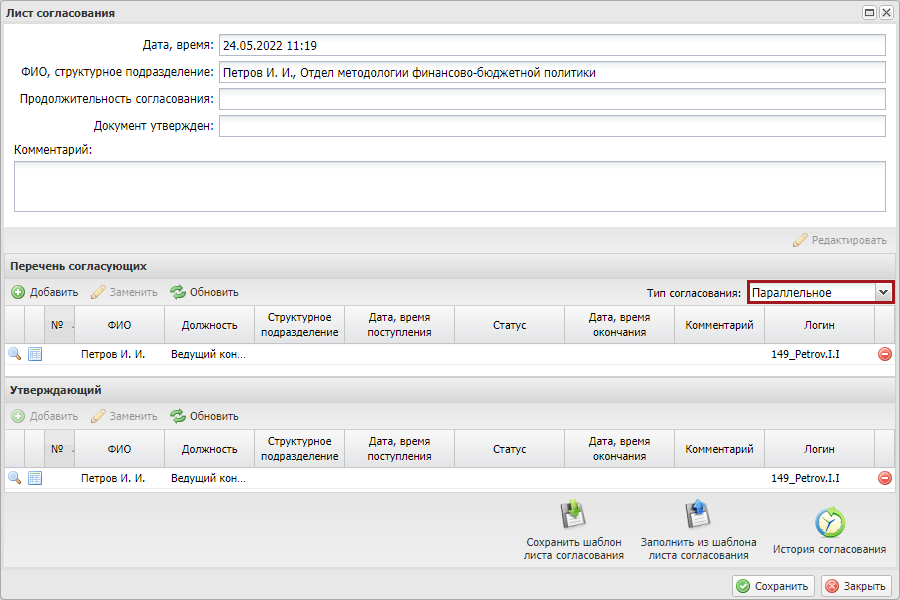 Лист согласования
Дата, время: 24.05.2022 11:19
ФИО, структурное подразделение: Петров И. И., Отдел методологии финансово-бюджетной политики
Продолжительность согласования:
Документ утвержден:
Комментарий:
Редактировать
Перечень согласующих
Добавить Заменить Обновить Тип согласования: Параллельное
№ ФИО Должность Структурное подразделение Дата, время поступления Статус Дата, время окончания Комментарий Логин
Петров И. И. Ведущий кон... 149_Petrov.I.I
Утверждающий
Добавить Заменить Обновить
№ ФИО Должность Структурное подразделение Дата, время поступления Статус Дата, время окончания Комментарий Логин
Петров И. И. Ведущий кон... 149_Petrov.I.I
Сохранить шаблон листа согласования
Заполнить из шаблона листа согласования
История согласования
Сохранить Закрыть